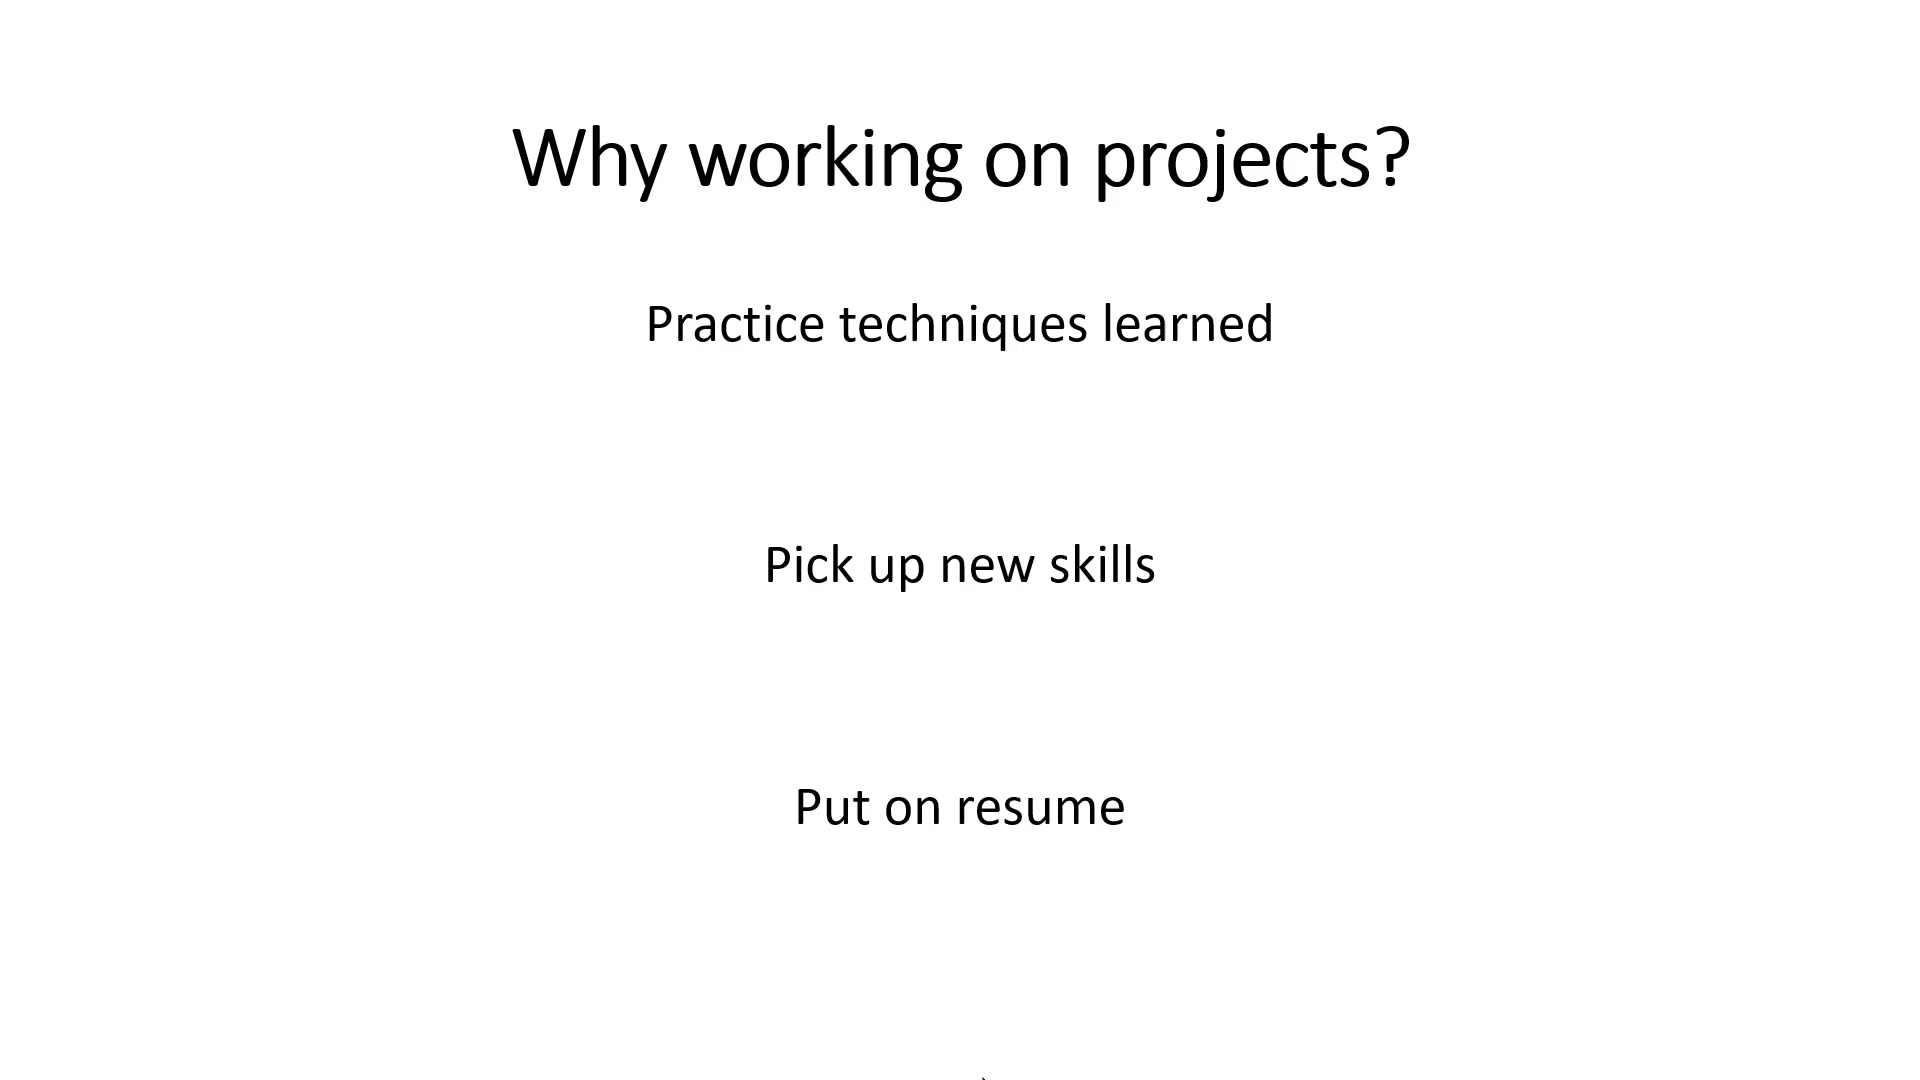 Why working on projects?
Practice techniques learned
Pick up new skills
Put on resume